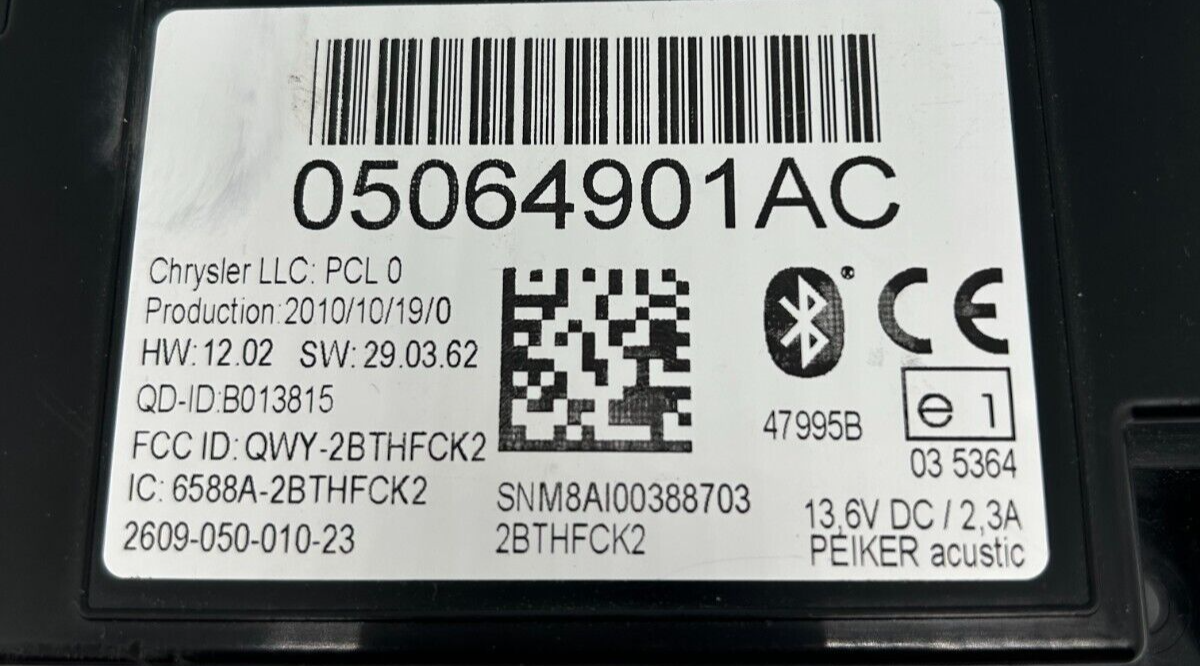 05064901AC
Chrysler LLC: PCL 0
Production:2010/10/19/0
HW: 12.02 SW: 29.03.62
QD-ID:B013815
FCC ID: QWY-2BTHFCK2
IC: 6588A-2BTHFCK2
2609-050-010-23
SNM8AI00388703
2BTHFCK2
®
CE
47995B
e 1
03 5364
13,6V DC / 2,3A
PEIKER acustic